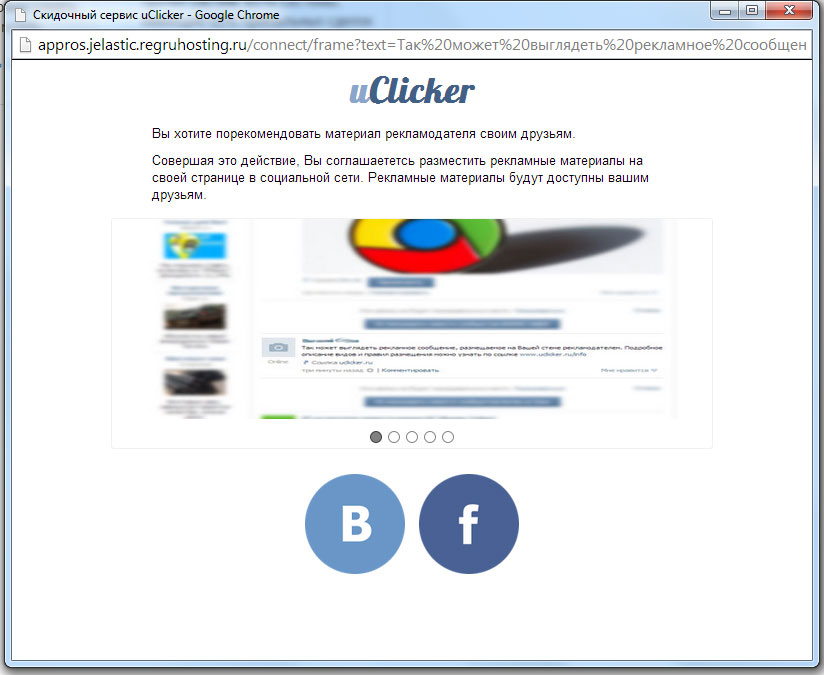 Скидочный сервис uClicker - Google Chrome
appros.jelastic.regruhosting.ru/connect/frame?text=Так%20может%20выглядеть%20рекламное%20сообщен
uClicker
Вы хотите порекомендовать материал рекламодателя своим друзьям.
Совершая это действие, Вы соглашаететсь разместить рекламные материалы на
своей странице в социальной сети. Рекламные материалы будут доступны вашим
друзьям.
Так может выглядеть рекламное сообщение, размещаемое на Вашей стене рекламодателем. Подробное
описание видов и правил размещения можно узнать по ссылке www.uclicker.ru/info
Online
Ссылка uclicker.ru
три минуты назад | Комментировать
Мне нравится
B
f